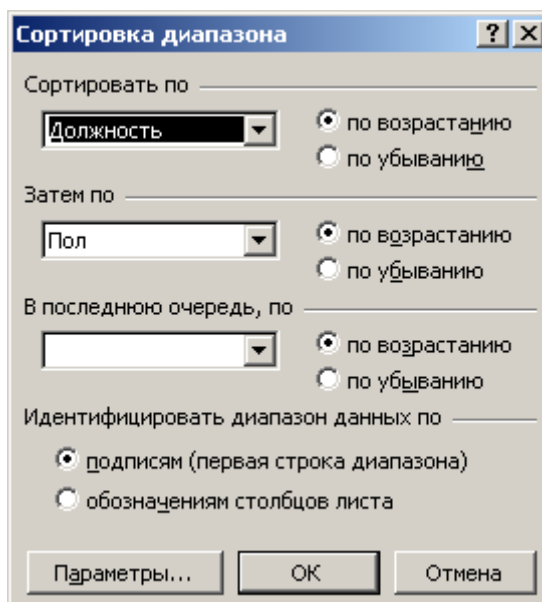 Сортировка диапазона
Сортировать по
Должность
по возрастанию
по убыванию
Затем по
Пол
по возрастанию
по убыванию
В последнюю очередь, по
по возрастанию
по убыванию
Идентифицировать диапазон данных по
подписям (первая строка диапазона)
обозначениям столбцов листа
Параметры... ОК Отмена